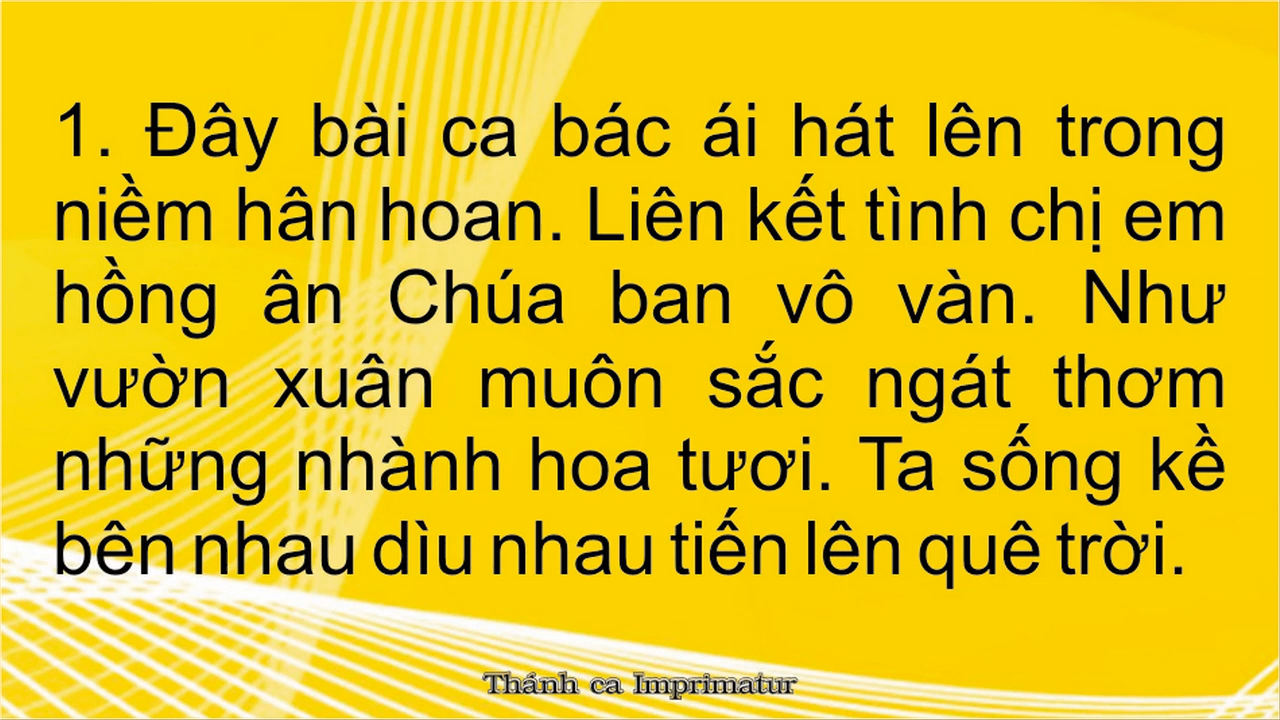 1. Đây bài ca bác ái hát lên trong
niềm hân hoan. Liên kết tình chị em
hồng ân Chúa ban vô vàn. Như
vườn xuân muôn sắc ngát thơm
những nhành hoa tươi. Ta sống kề
bên nhau dìu nhau tiến lên quê trời.
Thánh ca Imprimatur